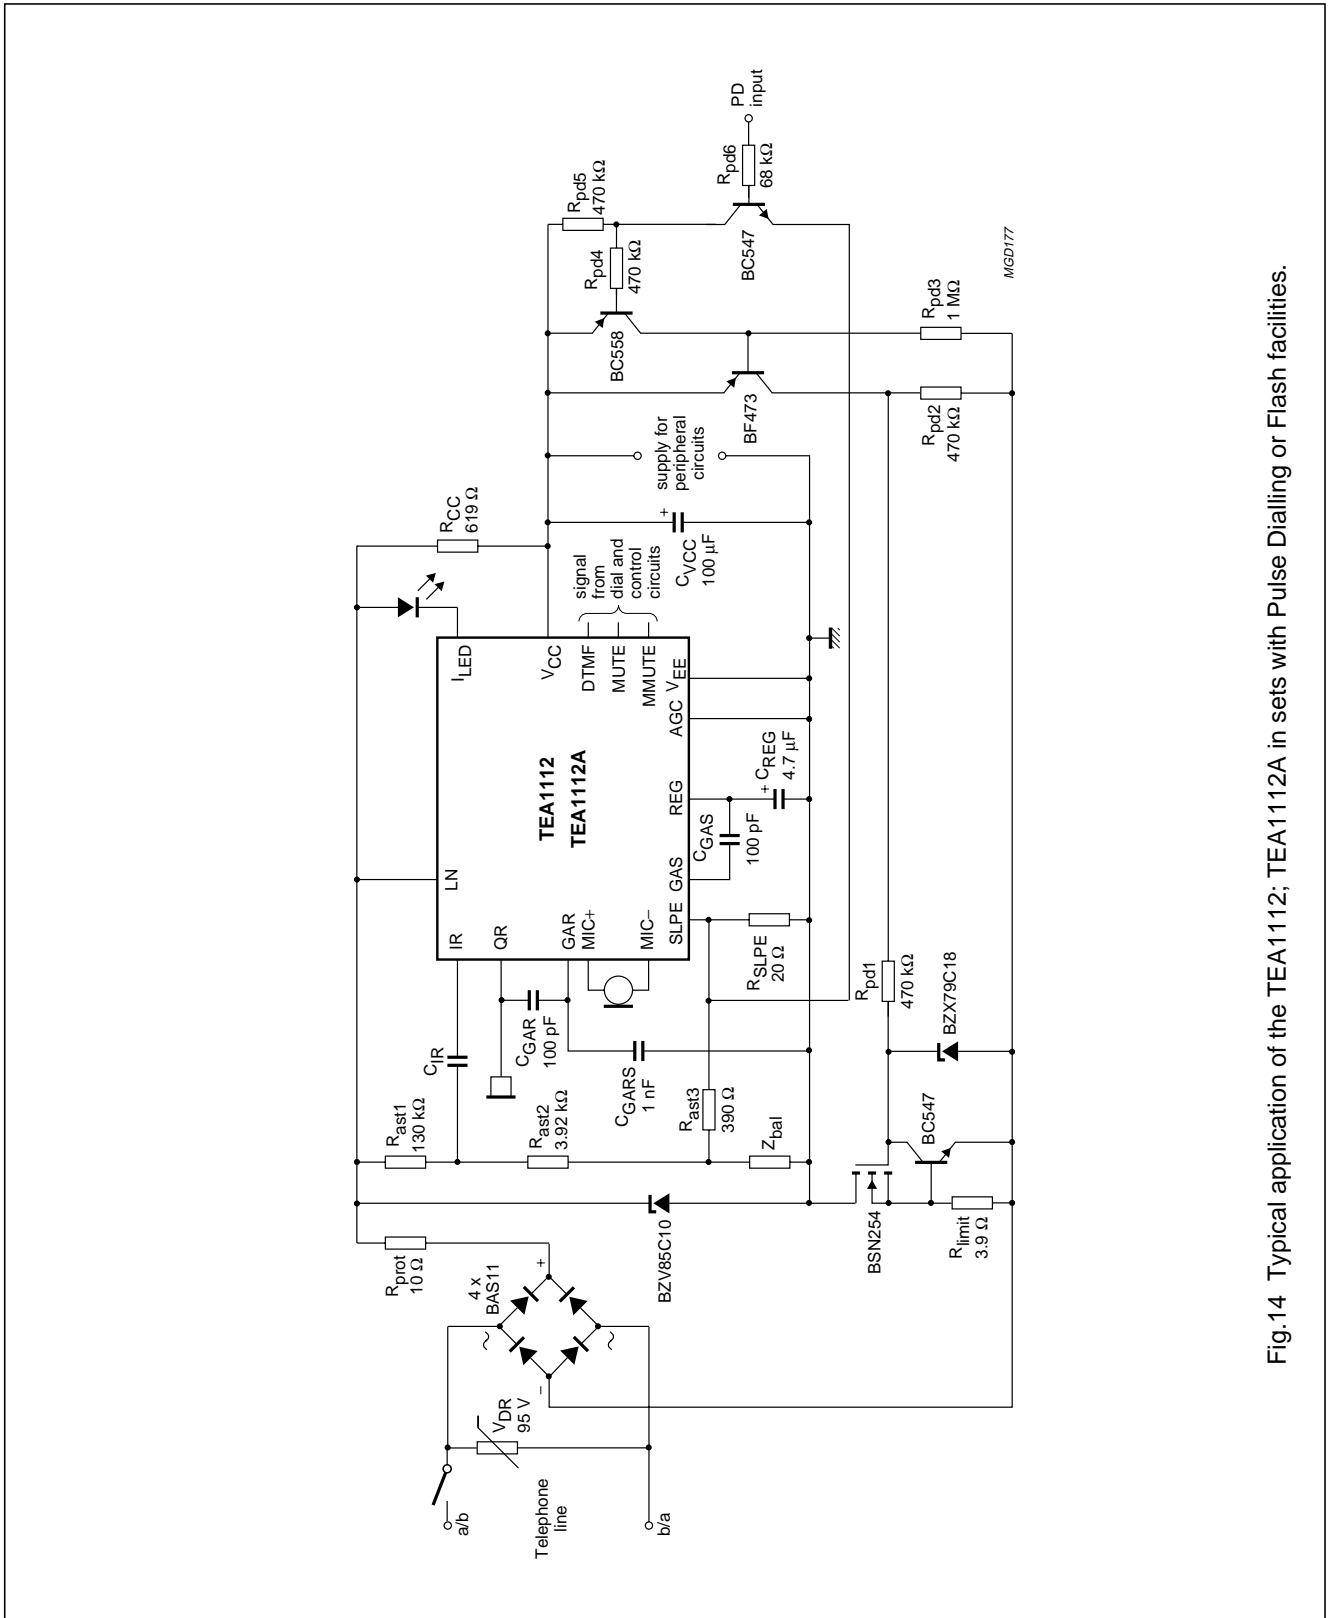 Telephone
line
a/b
b/a
VDR
95 V
4 x
BAS11
~
~
+
−
Rprot
10 Ω
BZV85C10
Rast1
130 kΩ
Rast2
3.92 kΩ
Rast3
390 Ω
Zbal
CIR
CGAR
100 pF
CGARS
1 nF
IR
QR
GAR
MIC+
MIC−
SLPE
LN
TEA1112
TEA1112A
GAS
REG
AGC
VEE
ILED
VCC
DTMF
MUTE
MMUTE
RSLPE
20 Ω
CGAS
100 pF
+
CREG
4.7 µF
signal
from
dial and
control
circuits
RCC
619 Ω
+
CVCC
100 µF
supply for
peripheral
circuits
BSN254
Rlimit
3.9 Ω
BC547
BZX79C18
Rpd1
470 kΩ
BF473
Rpd2
470 kΩ
BC558
Rpd3
1 MΩ
Rpd4
470 kΩ
Rpd5
470 kΩ
BC547
Rpd6
68 kΩ
PD
input
MGD177
Fig.14 Typical application of the TEA1112; TEA1112A in sets with Pulse Dialling or Flash facilities.